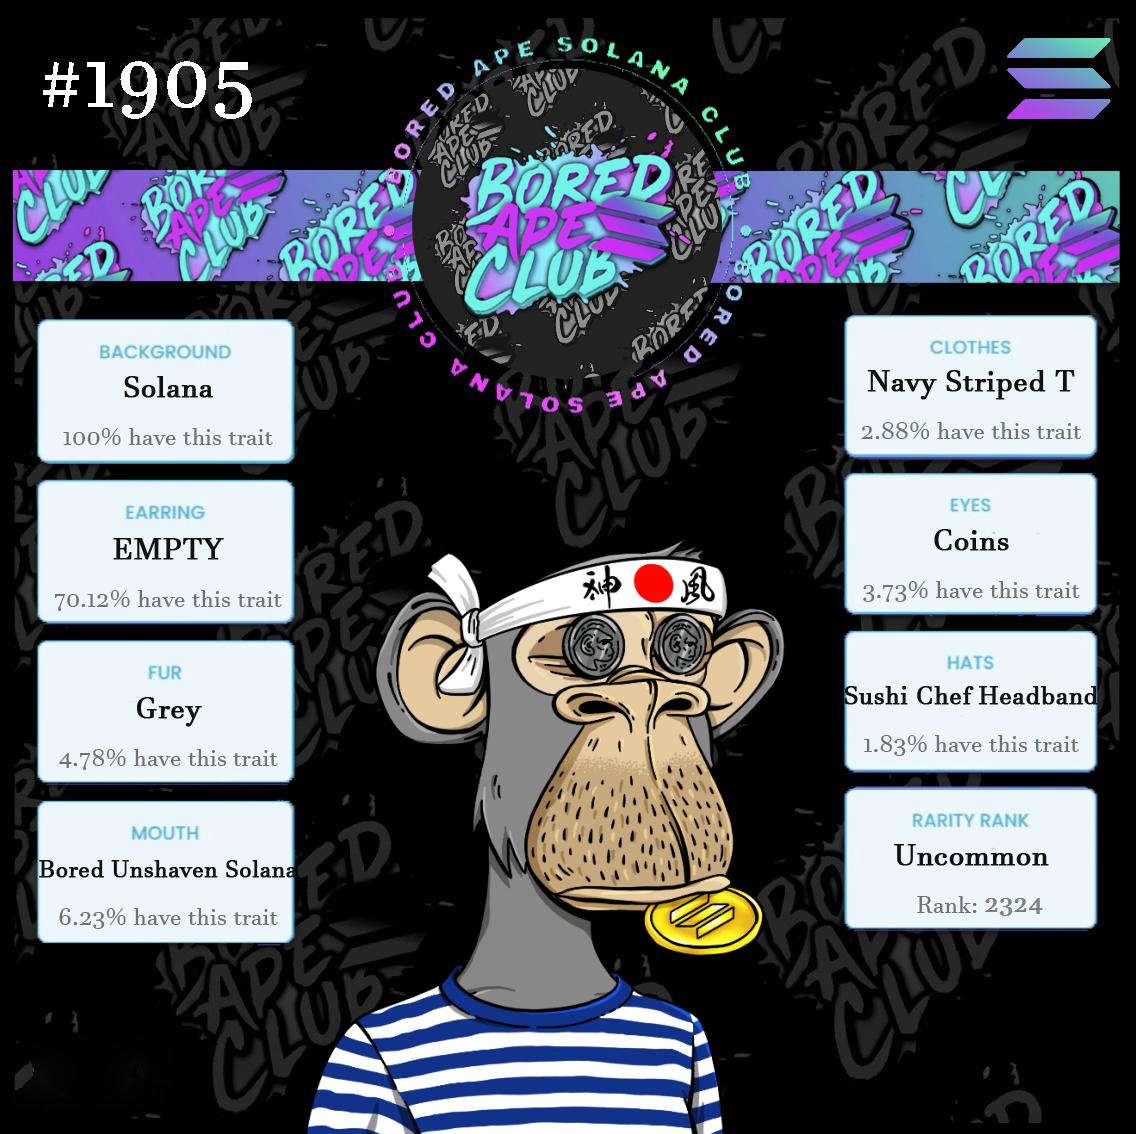 #1905
BORED APE SOLANA CLUB
BORED APE SOLANA CLUB
BORED
APE
CLUB
BACKGROUND
Solana
100% have this trait
EARRING
EMPTY
70.12% have this trait
FUR
Grey
4.78% have this trait
MOUTH
Bored Unshaven Solana
6.23% have this trait
CLOTHES
Navy Striped T
2.88% have this trait
EYES
Coins
3.73% have this trait
HATS
Sushi Chef Headband
1.83% have this trait
RARITY RANK
Uncommon
Rank: 2324
神 風